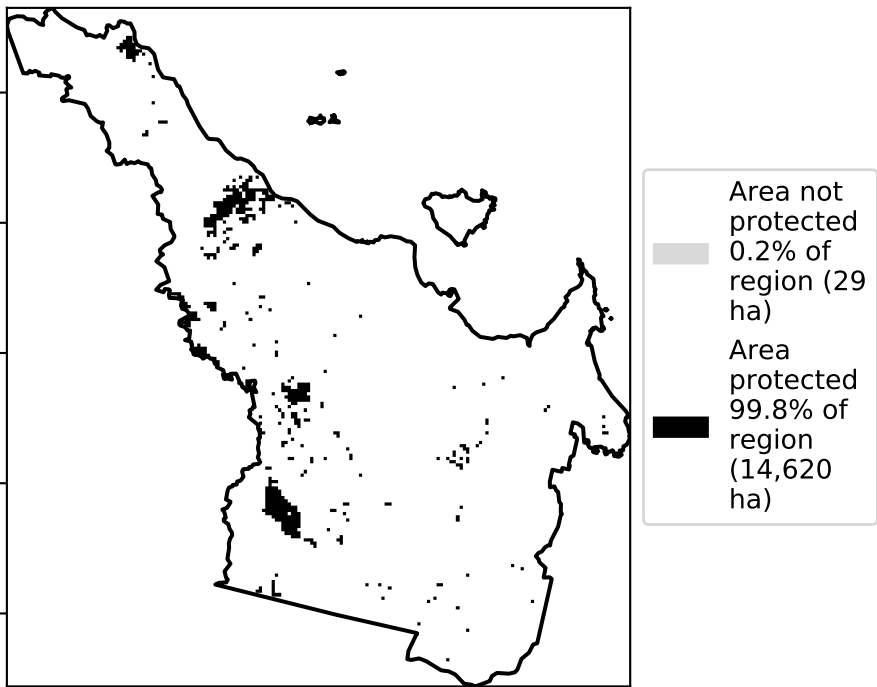 Area not
protected
0.2% of
region (29
ha)
Area
protected
99.8% of
region
(14,620
ha)